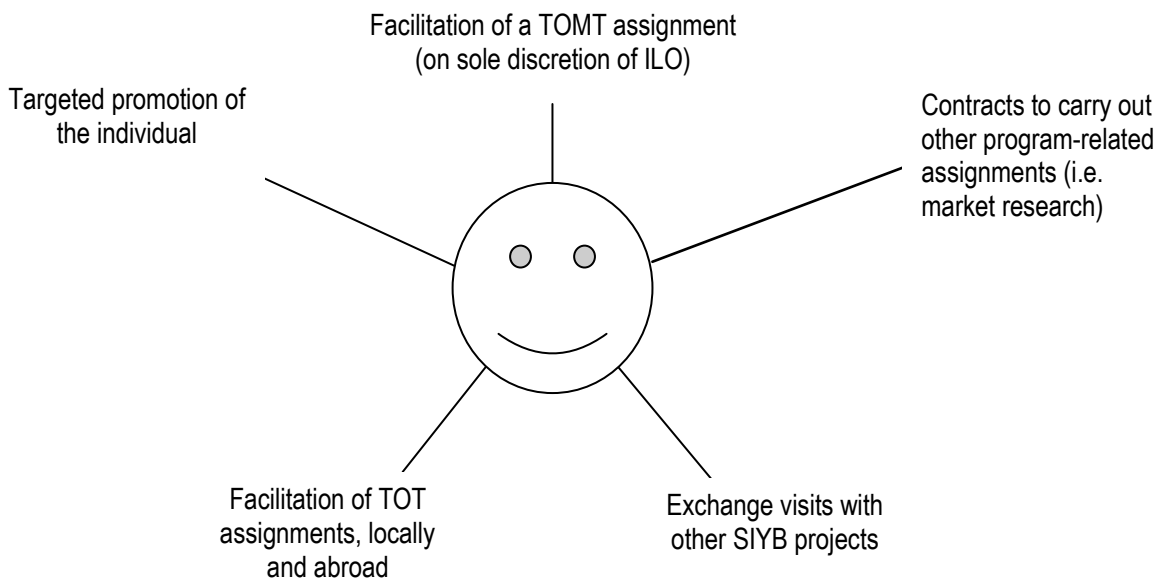 Facilitation of a TOMT assignment
(on sole discretion of ILO)
Targeted promotion of
the individual
Contracts to carry out
other program-related
assignments (i.e.
market research)
Facilitation of TOT
assignments, locally
and abroad
Exchange visits with
other SIYB projects